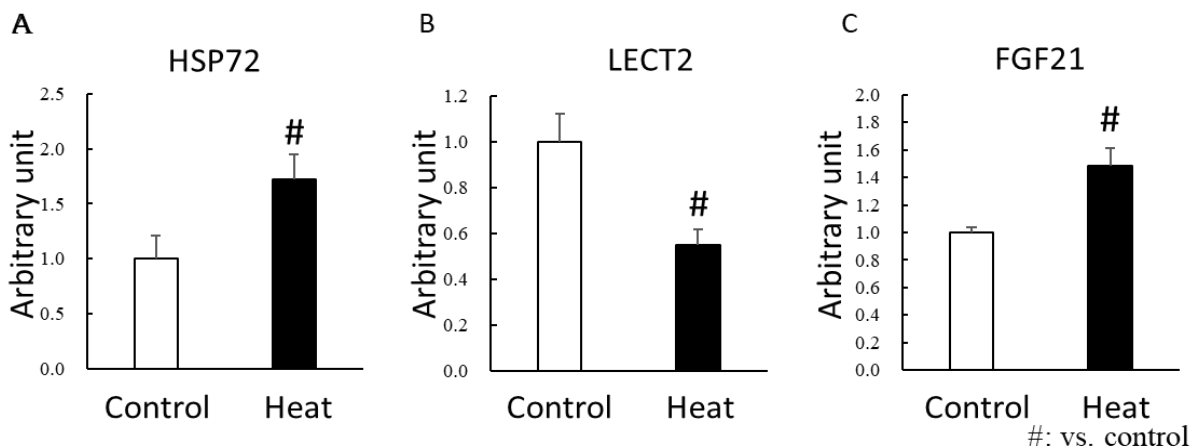 A
HSP72
Arbitrary unit
2.5
2.0
1.5
1.0
0.5
0.0
#
Control Heat
B
LECT2
Arbitrary unit
1.2
1.0
0.8
0.6
0.4
0.2
0.0
#
Control Heat
C
FGF21
Arbitrary unit
2.0
1.8
1.6
1.4
1.2
1.0
0.8
0.6
0.4
0.2
0.0
#
Control Heat
#: vs. control